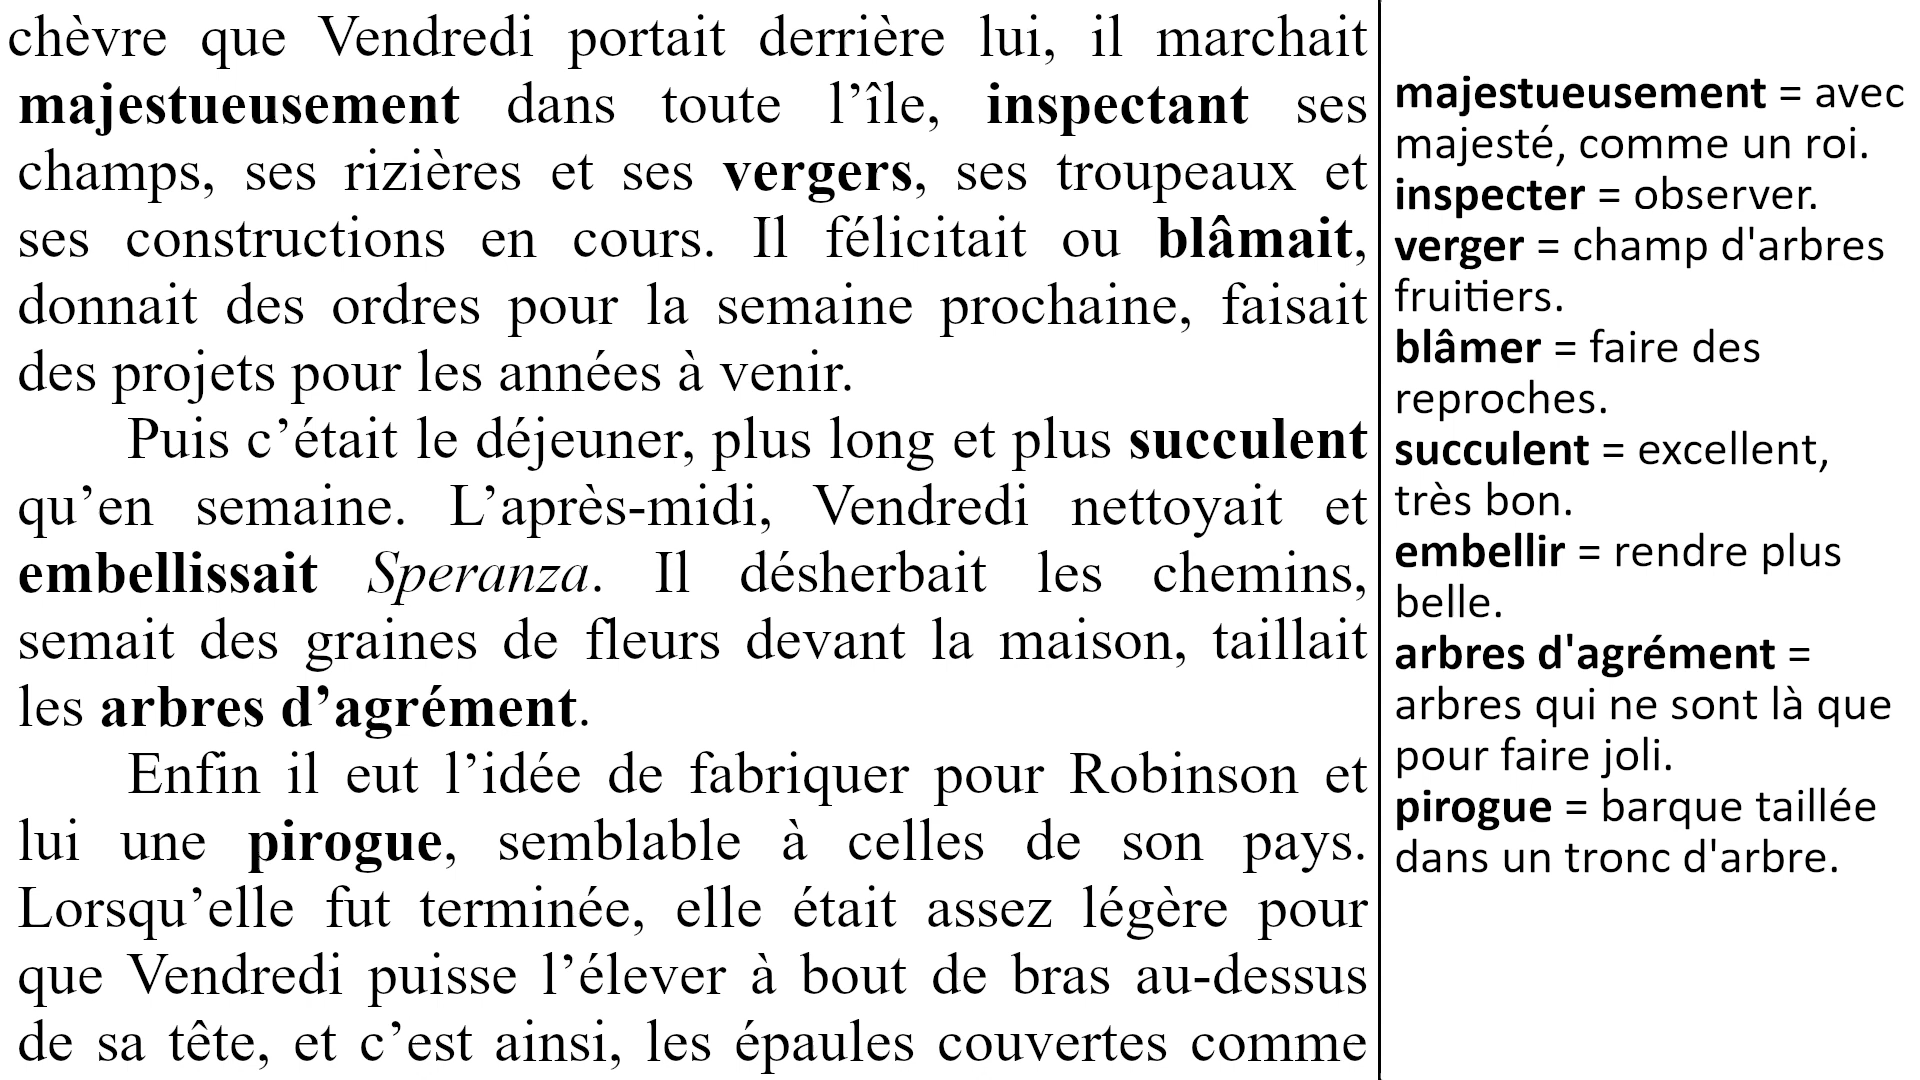 chèvre que Vendredi portait derrière lui, il marchait
majestueusement dans toute l’île, inspectant ses
champs, ses rizières et ses vergers, ses troupeaux et
ses constructions en cours. Il félicitait ou blâmait,
donnait des ordres pour la semaine prochaine, faisait
des projets pour les années à venir.
Puis c’était le déjeuner, plus long et plus succulent
qu’en semaine. L’après-midi, Vendredi nettoyait et
embellissait Speranza. Il désherbait les chemins,
semait des graines de fleurs devant la maison, taillait
les arbres d’agrément.
Enfin il eut l’idée de fabriquer pour Robinson et
lui une pirogue, semblable à celles de son pays.
Lorsqu’elle fut terminée, elle était assez légère pour
que Vendredi puisse l’élever à bout de bras au-dessus
de sa tête, et c’est ainsi, les épaules couvertes comme
majestueusement = avec
majesté, comme un roi.
inspecter = observer.
verger = champ d'arbres
fruitiers.
blâmer = faire des
reproches.
succulent = excellent,
très bon.
embellir = rendre plus
belle.
arbres d'agrément =
arbres qui ne sont là que
pour faire joli.
pirogue = barque taillée
dans un tronc d'arbre.